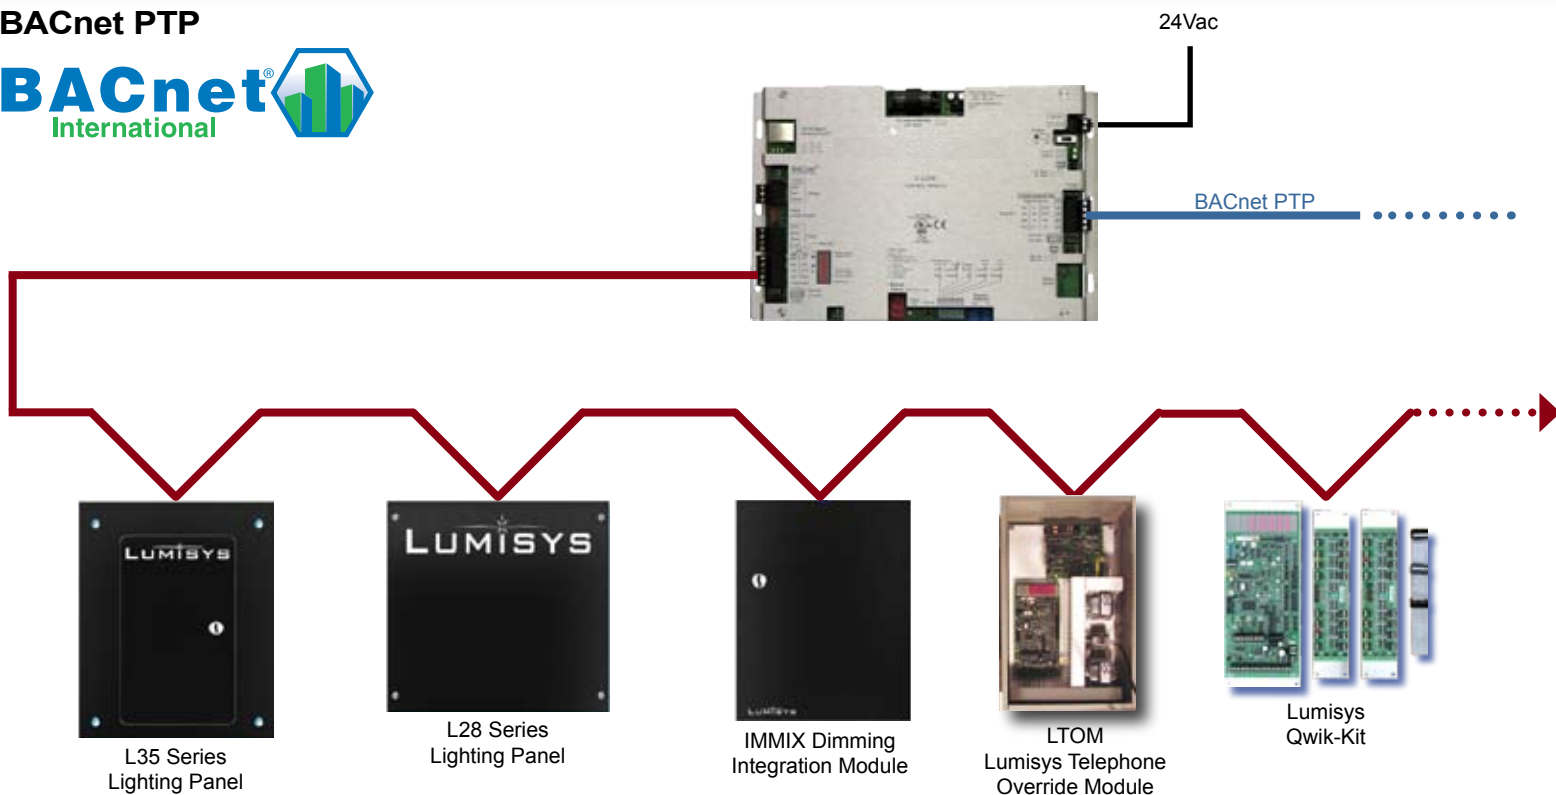 BACnet PTP
24Vac
BACnet®
International
BACnet PTP
LUMISYS
LUMISYS
LUMISYS
L35 Series
Lighting Panel
L28 Series
Lighting Panel
IMMIX Dimming
Integration Module
LTOM
Lumisys Telephone
Override Module
Lumisys
Qwik-Kit